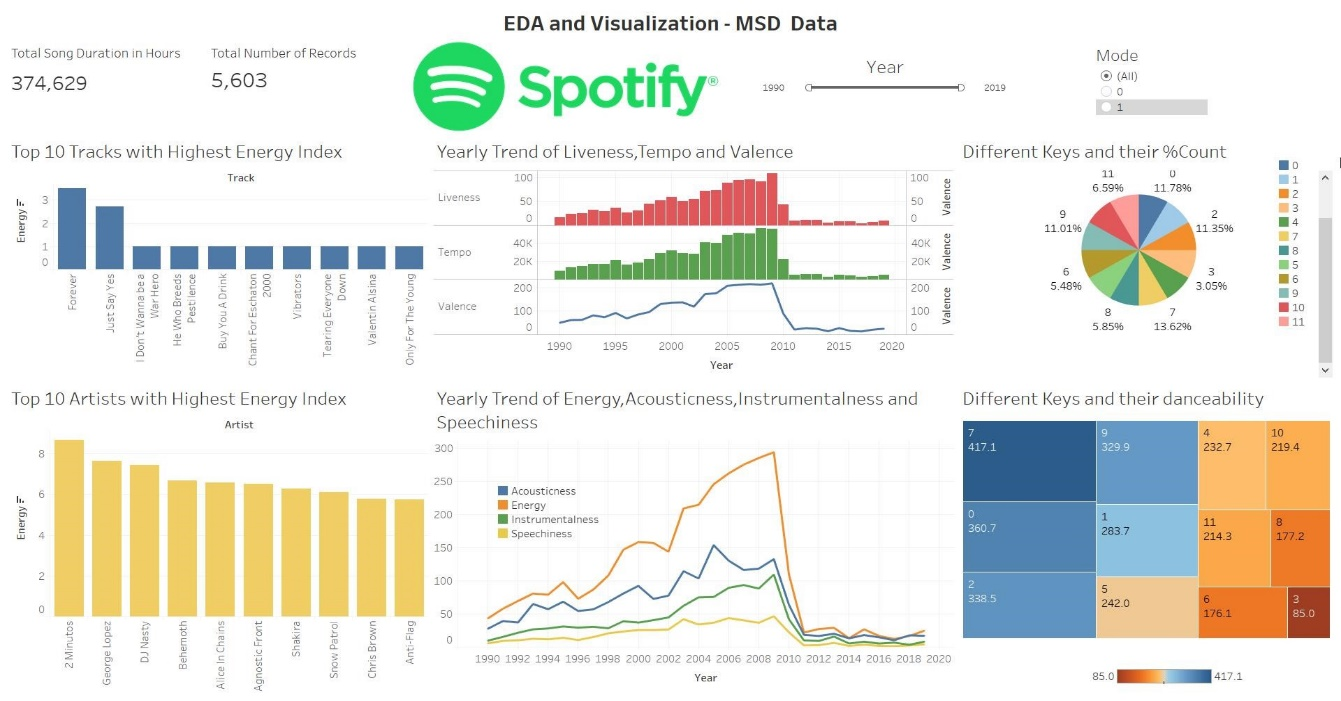 EDA and Visualization - MSD Data
Total Song Duration in Hours
374,629
Total Number of Records
5,603
Spotify®
Year
1990
2019
Mode
(All)
0
1
Top 10 Tracks with Highest Energy Index
Track
Energy
3
2
1
0
Forever
Just Say Yes
I Don't Wanna be a War Hero
He Who Breeds Pestilence
Buy You A Drink
Chant For Eschaton 2000
Vibrators
Tearing Everyone Down
Valentin Alsina
Only For The Young
Yearly Trend of Liveness,Tempo and Valence
Liveness
100
50
0
100
50
0
Valence
Tempo
40K
20K
40K
20K
Valence
Valence
200
100
0
200
100
0
Valence
1990
1995
2000
2005
2010
2015
2020
Year
Different Keys and their %Count
11
6.59%
0
11.78%
9
11.01%
2
11.35%
6
5.48%
3
3.05%
8
5.85%
7
13.62%
0
1
2
3
4
7
8
5
6
9
10
11
Top 10 Artists with Highest Energy Index
Artist
Energy
8
6
4
2
0
2 Minutos
George Lopez
DJ Nasty
Behemoth
Alice In Chains
Agnostic Front
Shakira
Snow Patrol
Chris Brown
Anti-Flag
Yearly Trend of Energy,Acousticness,Instrumentalness and
Speechiness
300
250
200
150
100
50
0
Acousticness
Energy
Instrumentalness
Speechiness
1990 1992 1994 1996 1998 2000 2002 2004 2006 2008 2010 2012 2014 2016 2018 2020
Year
Different Keys and their danceability
7
417.1
0
360.7
2
338.5
9
329.9
1
283.7
5
242.0
4
232.7
10
219.4
11
214.3
8
177.2
6
176.1
3
85.0
85.0
417.1